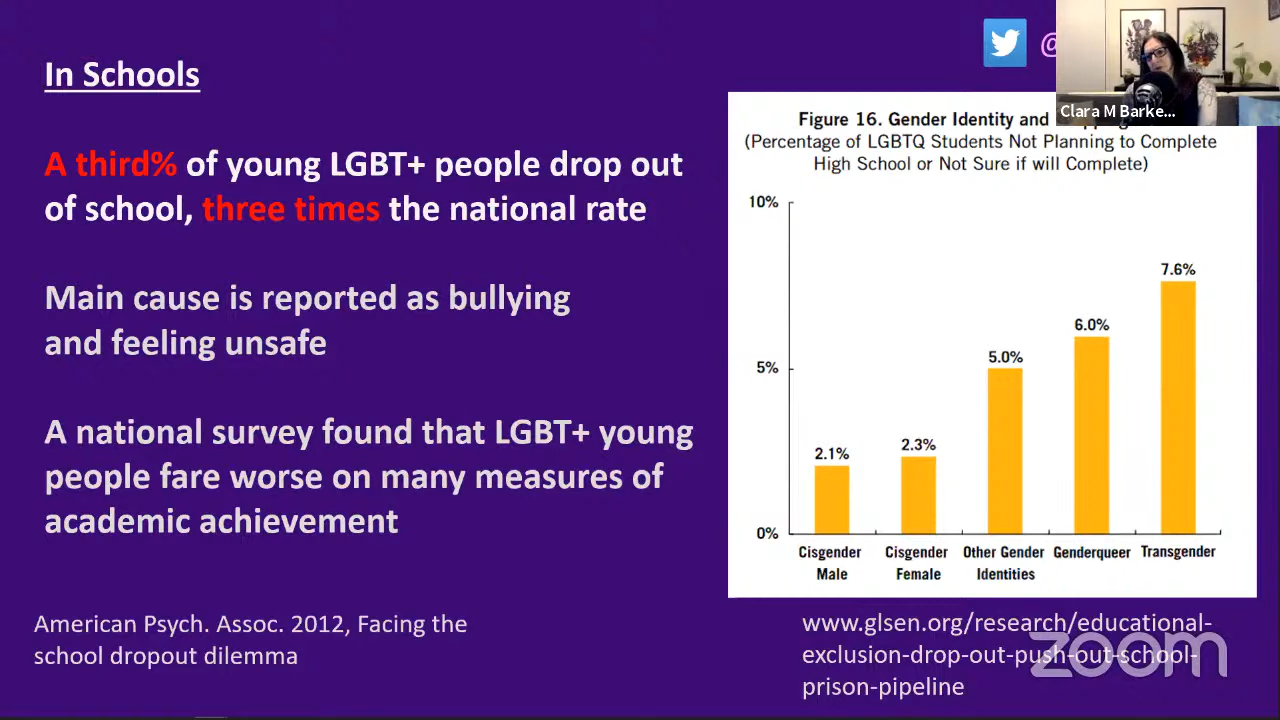 In Schools
A third% of young LGBT+ people drop out
of school, three times the national rate
Main cause is reported as bullying
and feeling unsafe
A national survey found that LGBT+ young
people fare worse on many measures of
academic achievement
American Psych. Assoc. 2012, Facing the
school dropout dilemma
@
Clara M Barke...
Figure 16. Gender Identity and
(Percentage of LGBTQ Students Not Planning to Complete
High School or Not Sure if will Complete)
10%
5%
0%
2.1%
2.3%
5.0%
6.0%
7.6%
Cisgender
Male
Cisgender
Female
Other Gender
Identities
Genderqueer
Transgender
www.glsen.org/research/educational-
exclusion-drop-out-push-out-school-
prison-pipeline
zoom